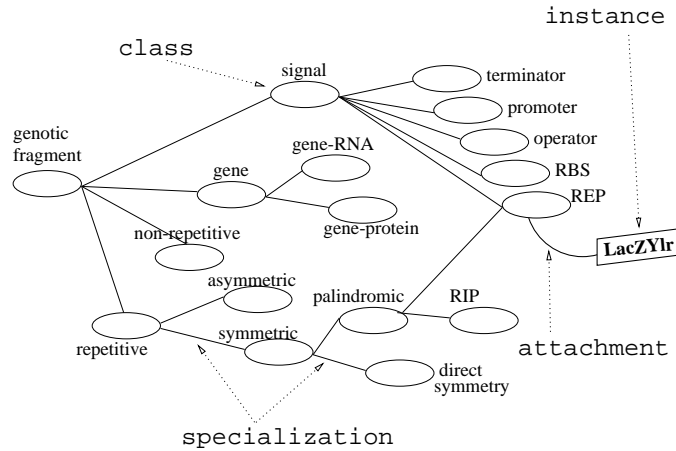 instance
class
signal
terminator
promoter
genotic
fragment
gene-RNA
operator
gene
RBS
REP
gene-protein
non-repetitive
LacZYlr
asymmetric
palindromic
RIP
repetitive
symmetric
attachment
direct
symmetry
specialization